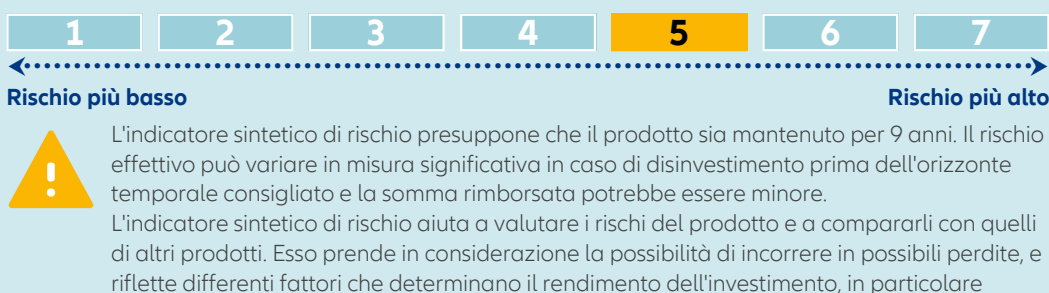 1 2 3 4 5 6 7
Rischio più basso Rischio più alto
L'indicatore sintetico di rischio presuppone che il prodotto sia mantenuto per 9 anni. Il rischio
effettivo può variare in misura significativa in caso di disinvestimento prima dell'orizzonte
temporale consigliato e la somma rimborsata potrebbe essere minore.
L'indicatore sintetico di rischio aiuta a valutare i rischi del prodotto e a compararli con quelli
di altri prodotti. Esso prende in considerazione la possibilità di incorrere in possibili perdite, e
riflette differenti fattori che determinano il rendimento dell'investimento, in particolare